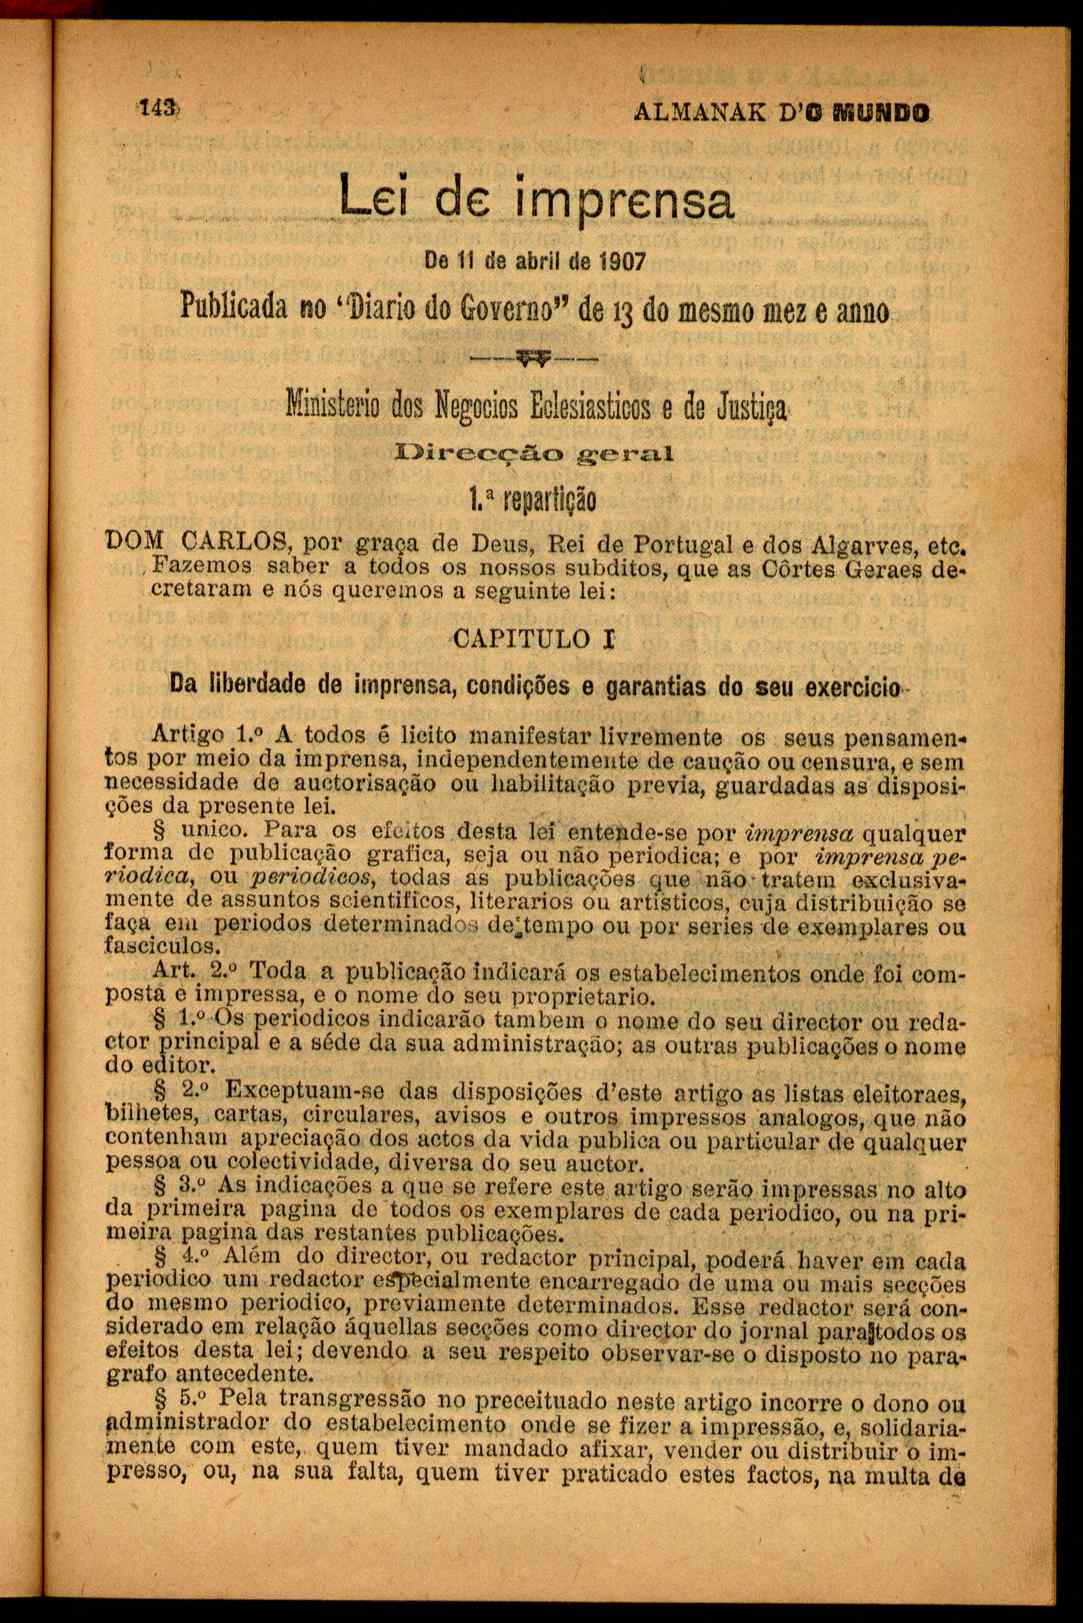 143
ALMANAK D'O MUNDO
Lei de imprensa
De 11 de abril de 1907
Publicada no "Diario do Governo" de 13 do mesmo mez e anno
Ministerio dos Negocios Eclesiasticos e de Justiça
Direcção geral
1.ª repartição
DOM CARLOS, por graça de Deus, Rei de Portugal e dos Algarves, etc.
Fazemos saber a todos os nossos subditos, que as Côrtes Geraes de-
cretaram e nós queremos a seguinte lei:
CAPITULO I
Da liberdade de imprensa, condições e garantias do seu exercicio
Artigo 1.º A todos é licito manifestar livremente os seus pensamen-
tos por meio da imprensa, independentemente de caução ou censura, e sem
necessidade de auctorisação ou habilitação previa, guardadas as disposi-
ções da presente lei.
§ unico. Para os efeitos desta lei entende-se por imprensa qualquer
forma de publicação grafica, seja ou não periodica; e por imprensa pe-
riodica, ou periodicos, todas as publicações que não tratem exclusiva-
mente de assuntos scientificos, literarios ou artisticos, cuja distribuição se
faça em periodos determinados de tempo ou por series de exemplares ou
fasciculos.
Art. 2.º Toda a publicação indicará os estabelecimentos onde foi com-
posta e impressa, e o nome do seu proprietario.
§ 1.º Os periodicos indicarão tambem o nome do seu director ou reda-
ctor principal e a séde da sua administração; as outras publicações o nome
do editor.
§ 2.º Exceptuam-se das disposições d'este artigo as listas eleitoraes,
bilhetes, cartas, circulares, avisos e outros impressos analogos, que não
contenham apreciação dos actos da vida publica ou particular de qualquer
pessoa ou colectividade, diversa do seu auctor.
§ 3.º As indicações a que se refere este artigo serão impressas no alto
da primeira pagina de todos os exemplares de cada periodico, ou na pri-
meira pagina das restantes publicações.
§ 4.º Além do director, ou redactor principal, poderá haver em cada
periodico um redactor especialmente encarregado de uma ou mais secções
do mesmo periodico, previamente determinados. Esse redactor será con-
siderado em relação áquellas secções como director do jornal para todos os
efeitos desta lei; devendo a seu respeito observar-se o disposto no para-
grafo antecedente.
§ 5.º Pela transgressão no preceituado neste artigo incorre o dono ou
administrador do estabelecimento onde se fizer a impressão, e, solidaria-
mente com este, quem tiver mandado afixar, vender ou distribuir o im-
presso, ou, na sua falta, quem tiver praticado estes factos, na multa de